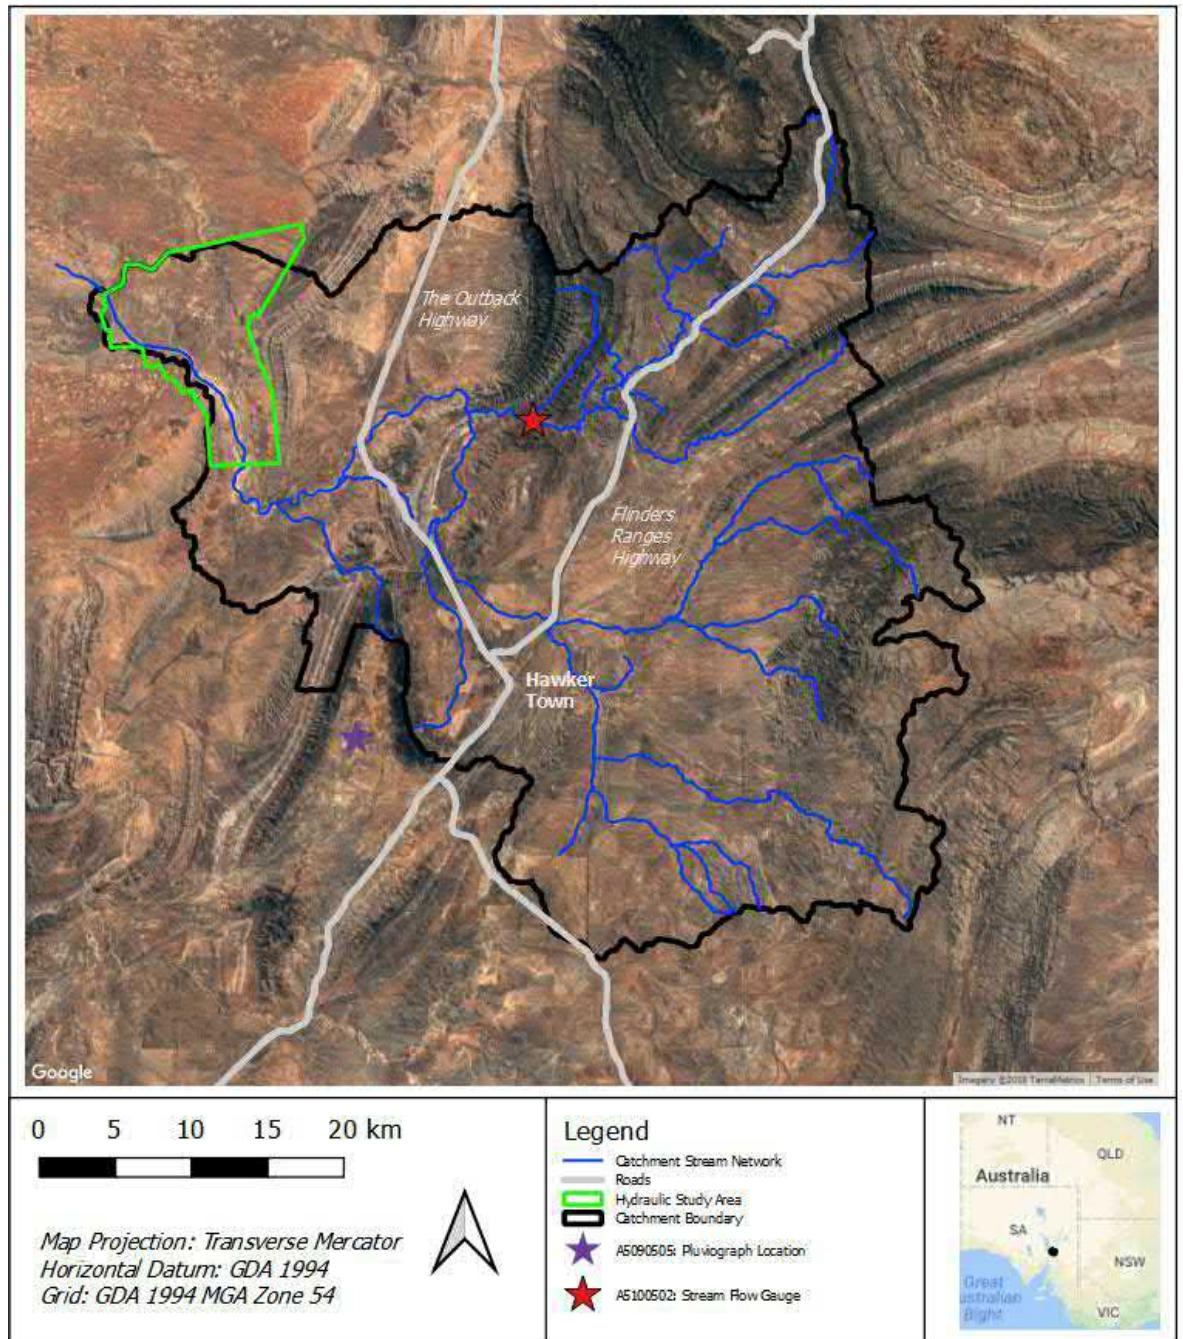 The Outback
Highway
Flinders
Ranges
Highway
Hawker
Town
Google
Imagery ©2018 TerraMetrics | Terms of Use
0 5 10 15 20 km
Map Projection: Transverse Mercator
Horizontal Datum: GDA 1994
Grid: GDA 1994 MGA Zone 54
Legend
Catchment Stream Network
Roads
Hydraulic Study Area
Catchment Boundary
A5090505: Pluviograph Location
A5100502: Stream Flow Gauge
NT
QLD
Australia
SA
NSW
Great
ustralian
Bight
VIC